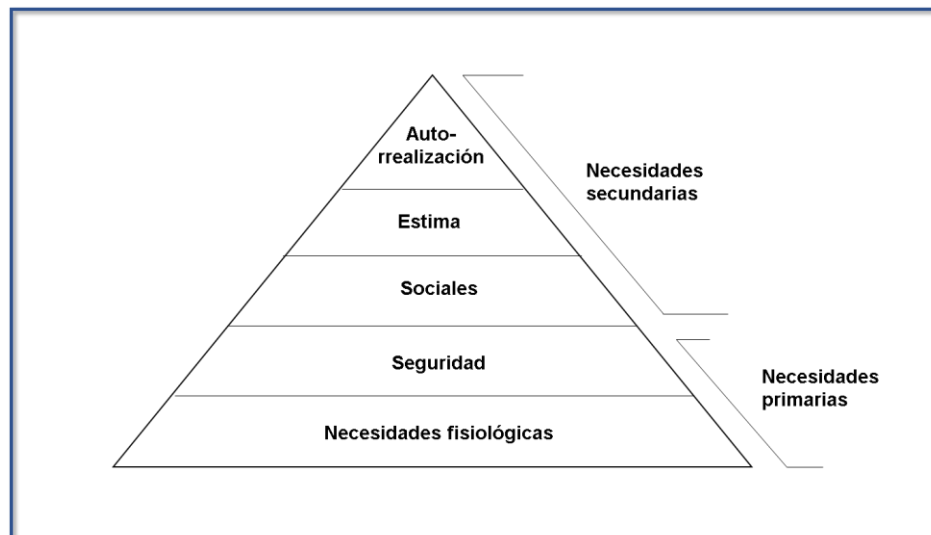 Auto-
rrealización
Necesidades
secundarias
Estima
Sociales
Seguridad
Necesidades
primarias
Necesidades fisiológicas